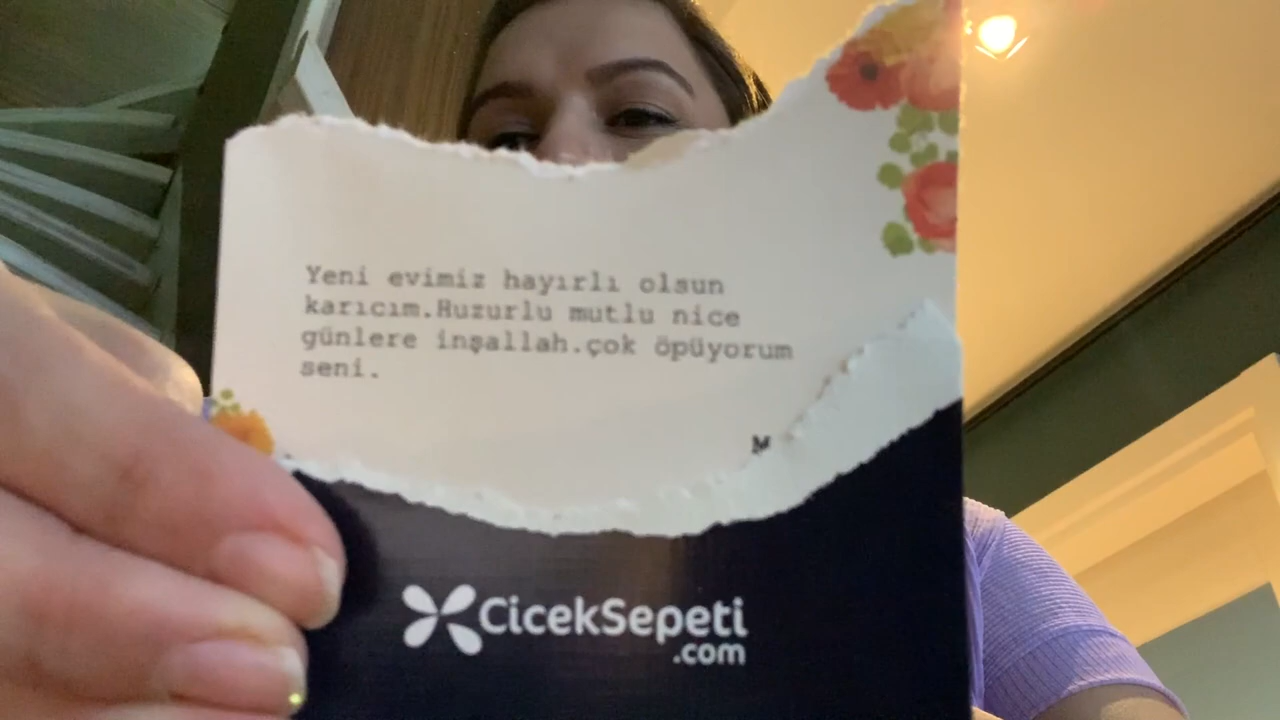 Yeni evimiz hayırlı olsun
karıcım.Huzurlu mutlu nice
günlere inşallah.çok öpüyorum
seni.
M
CicekSepeti
.com